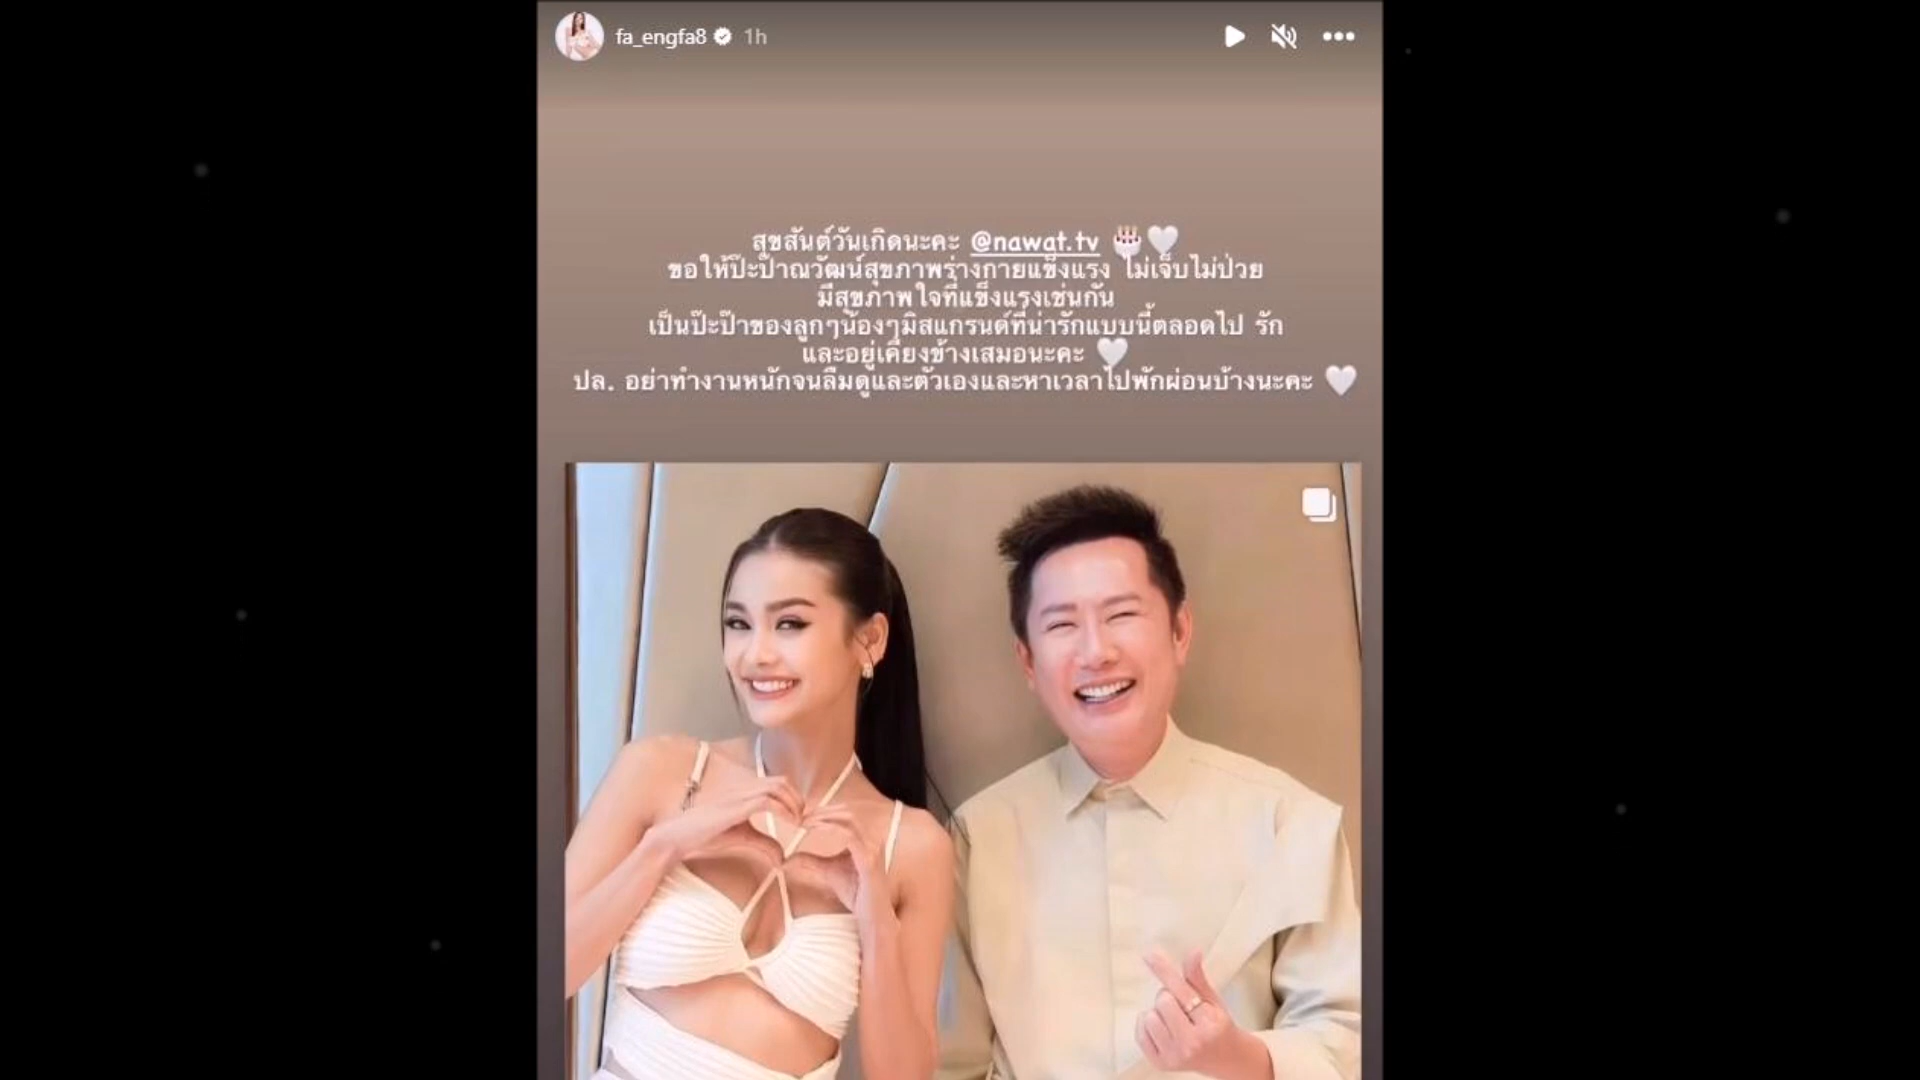 fa_engfa8 1h
สุขสันต์วันเกิดนะคะ @nawat.tv 🎂🤍
ขอให้ป๊ะป๋าณวัฒน์สุขภาพร่างกายแข็งแรง ไม่เจ็บไม่ป่วย
มีสุขภาพใจที่แข็งแรงเช่นกัน
เป็นป๊ะป๋าของลูกๆน้องๆมิสแกรนด์ที่น่ารักแบบนี้ตลอดไป รัก
และอยู่เคียงข้างเสมอนะคะ 🤍
ปล. อย่าทำงานหนักจนลืมดูและตัวเองและหาเวลาไปพักผ่อนบ้างนะคะ 🤍